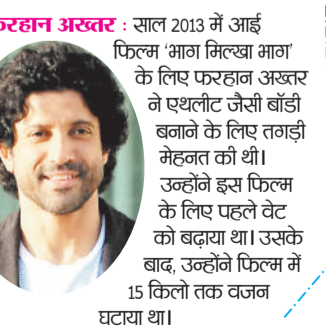 फरहान अख्तर : साल 2013 में आई
फिल्म ‘भाग मिल्खा भाग’
के लिए फरहान अख्तर
ने एथलीट जैसी बॉडी
बनाने के लिए तगड़ी
मेहनत की थी।
उन्होंने इस फिल्म
के लिए पहले वेट
को बढ़ाया था। उसके
बाद, उन्होंने फिल्म में
15 किलो तक वजन
घटाया था।